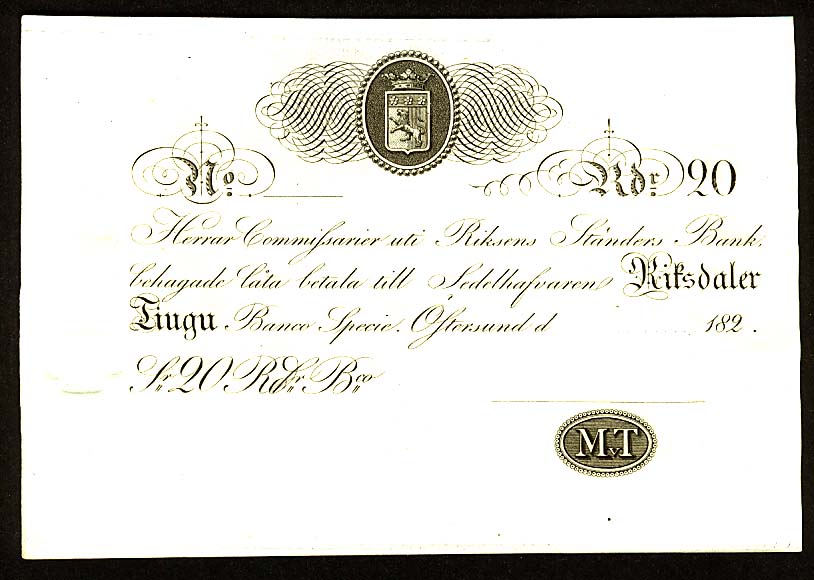 No
Rdr 20
Herrar Commissarier uti Riksens Ständers Bank,
behagade låta betala till Sedelhafvaren Riksdaler
Tiugu Banco Specie. Östersund d 182 .
Sr 20 Rdr Bco
MvT